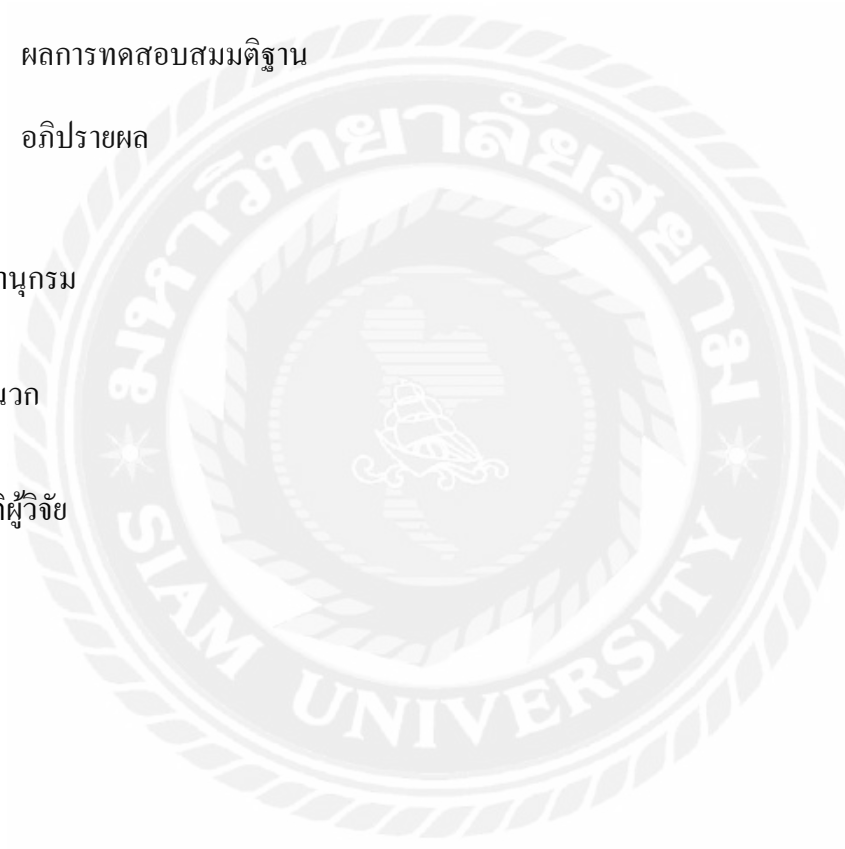 ผลการทดสอบสมมติฐาน
อภิปรายผล
านุกรม
นวก
ติผู้วิจัย
มหาวิทยาลัยสยาม
SIAM UNIVERSITY